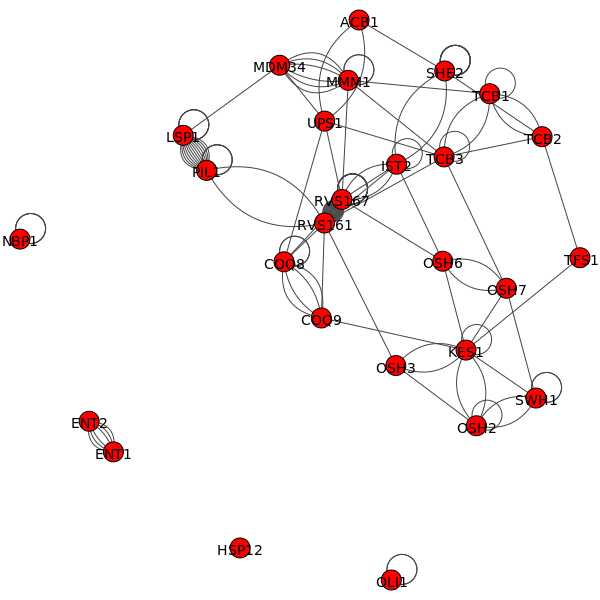 ACB1
MDM34
SHE2
MMM1
TCB1
UPS1
LSP1
TCB2
TCB3
IST2
PIL1
RVS167
RVS161
NBP1
COQ8
OSH6
TFS1
OSH7
COQ9
KES1
OSH3
SWH1
ENT2
OSH2
ENT1
HSP12
OLI1